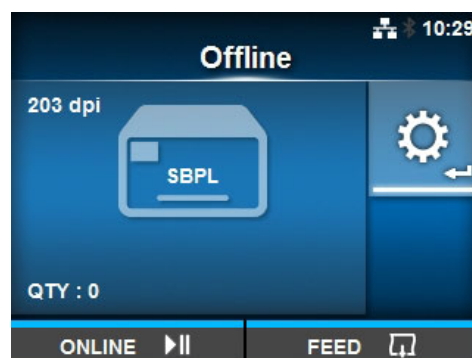 10:29
Offline
203 dpi
SBPL
QTY : 0
ONLINE FEED